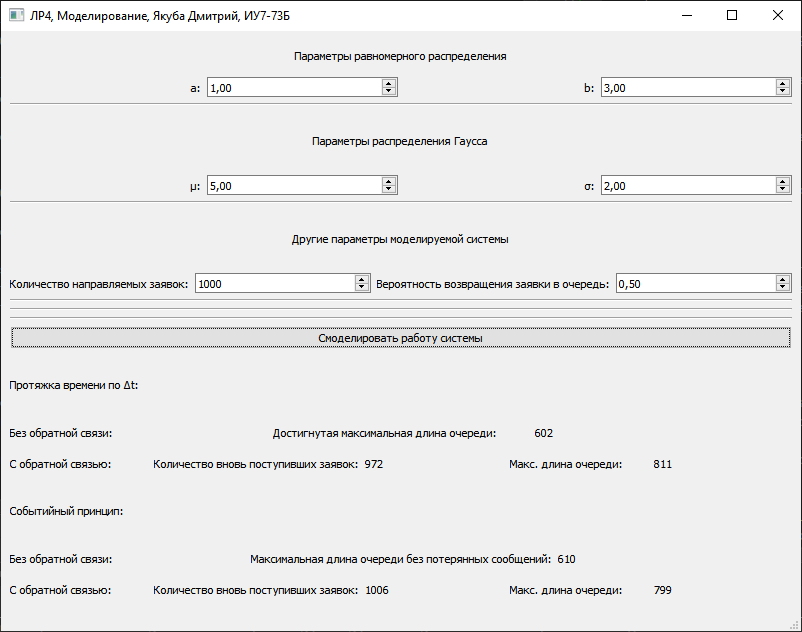 ЛР4, Моделирование, Якуба Дмитрий, ИУ7-73Б
Параметры равномерного распределения
a: 1,00 b: 3,00
Параметры распределения Гаусса
μ: 5,00 σ: 2,00
Другие параметры моделируемой системы
Количество направляемых заявок: 1000 Вероятность возвращения заявки в очередь: 0,50
Смоделировать работу системы
Протяжка времени по Δt:
Без обратной связи: Достигнутая максимальная длина очереди: 602
С обратной связью: Количество вновь поступивших заявок: 972 Макс. длина очереди: 811
Событийный принцип:
Без обратной связи: Максимальная длина очереди без потерянных сообщений: 610
С обратной связью: Количество вновь поступивших заявок: 1006 Макс. длина очереди: 799